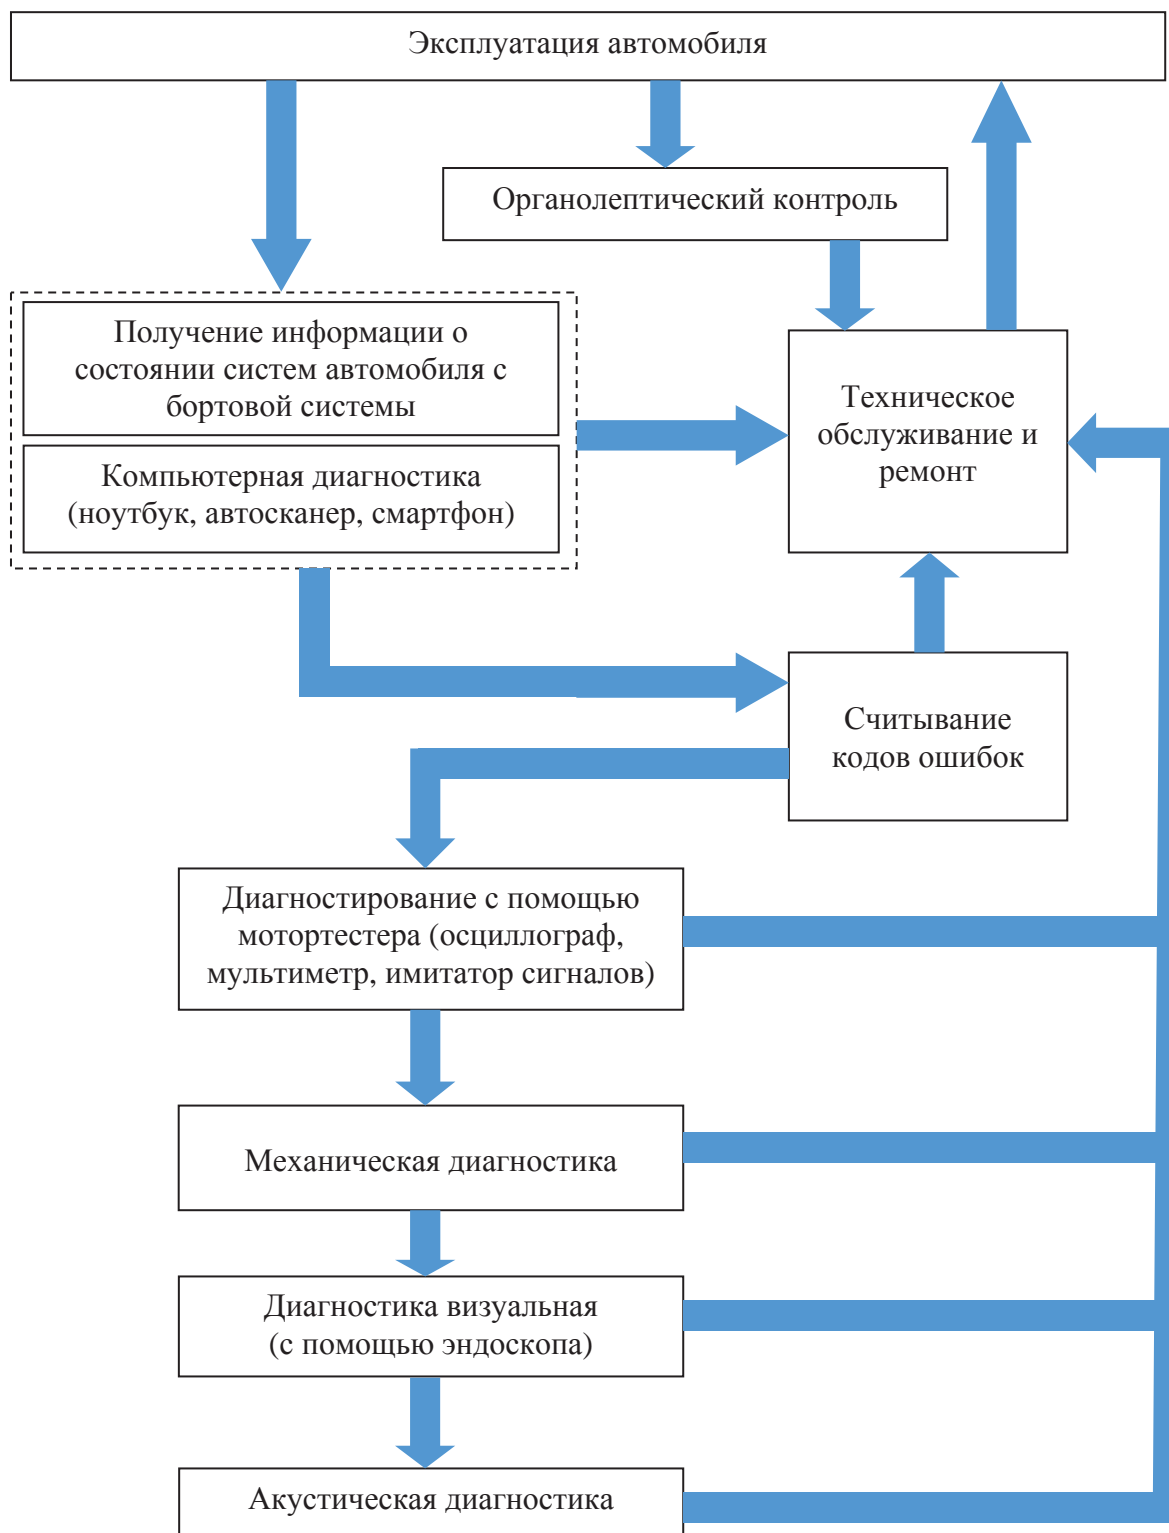 Эксплуатация автомобиля
Органолептический контроль
Получение информации о
состоянии систем автомобиля с
бортовой системы
Компьютерная диагностика
(ноутбук, автосканер, смартфон)
Техническое
обслуживание и
ремонт
Считывание
кодов ошибок
Диагностирование с помощью
мотортестера (осциллограф,
мультиметр, имитатор сигналов)
Механическая диагностика
Диагностика визуальная
(с помощью эндоскопа)
Акустическая диагностика